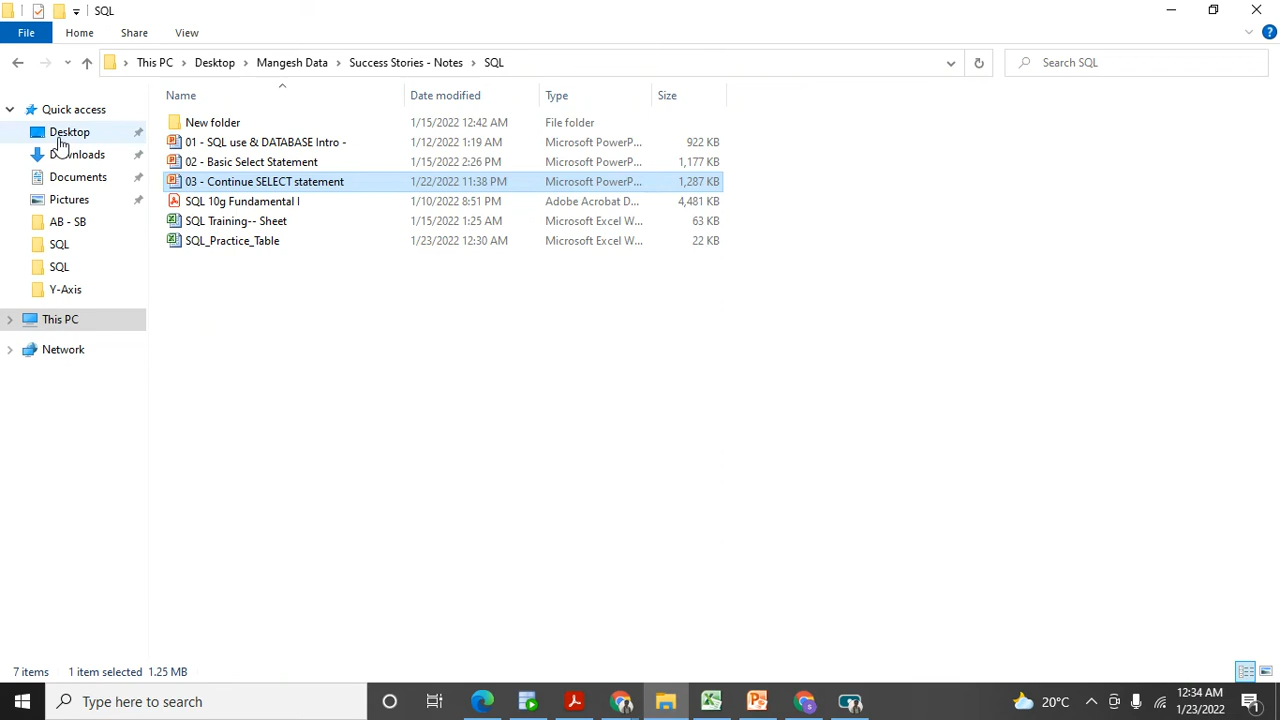 SQL
File Home Share View
This PC Desktop Mangesh Data Success Stories - Notes SQL Search SQL
Name Date modified Type Size
Quick access
Desktop
Downloads
Documents
Pictures
AB - SB
SQL
SQL
Y-Axis
This PC
Network
New folder 1/15/2022 12:42 AM File folder
01 - SQL use & DATABASE Intro - 1/12/2022 1:19 AM Microsoft PowerP... 922 KB
02 - Basic Select Statement 1/15/2022 2:26 PM Microsoft PowerP... 1,177 KB
03 - Continue SELECT statement 1/22/2022 11:38 PM Microsoft PowerP... 1,287 KB
SQL 10g Fundamental I 1/10/2022 8:51 PM Adobe Acrobat D... 4,481 KB
SQL Training-- Sheet 1/15/2022 1:25 AM Microsoft Excel W... 63 KB
SQL_Practice_Table 1/23/2022 12:30 AM Microsoft Excel W... 22 KB
7 items 1 item selected 1.25 MB
Type here to search 20°C 12:34 AM
1/23/2022 1